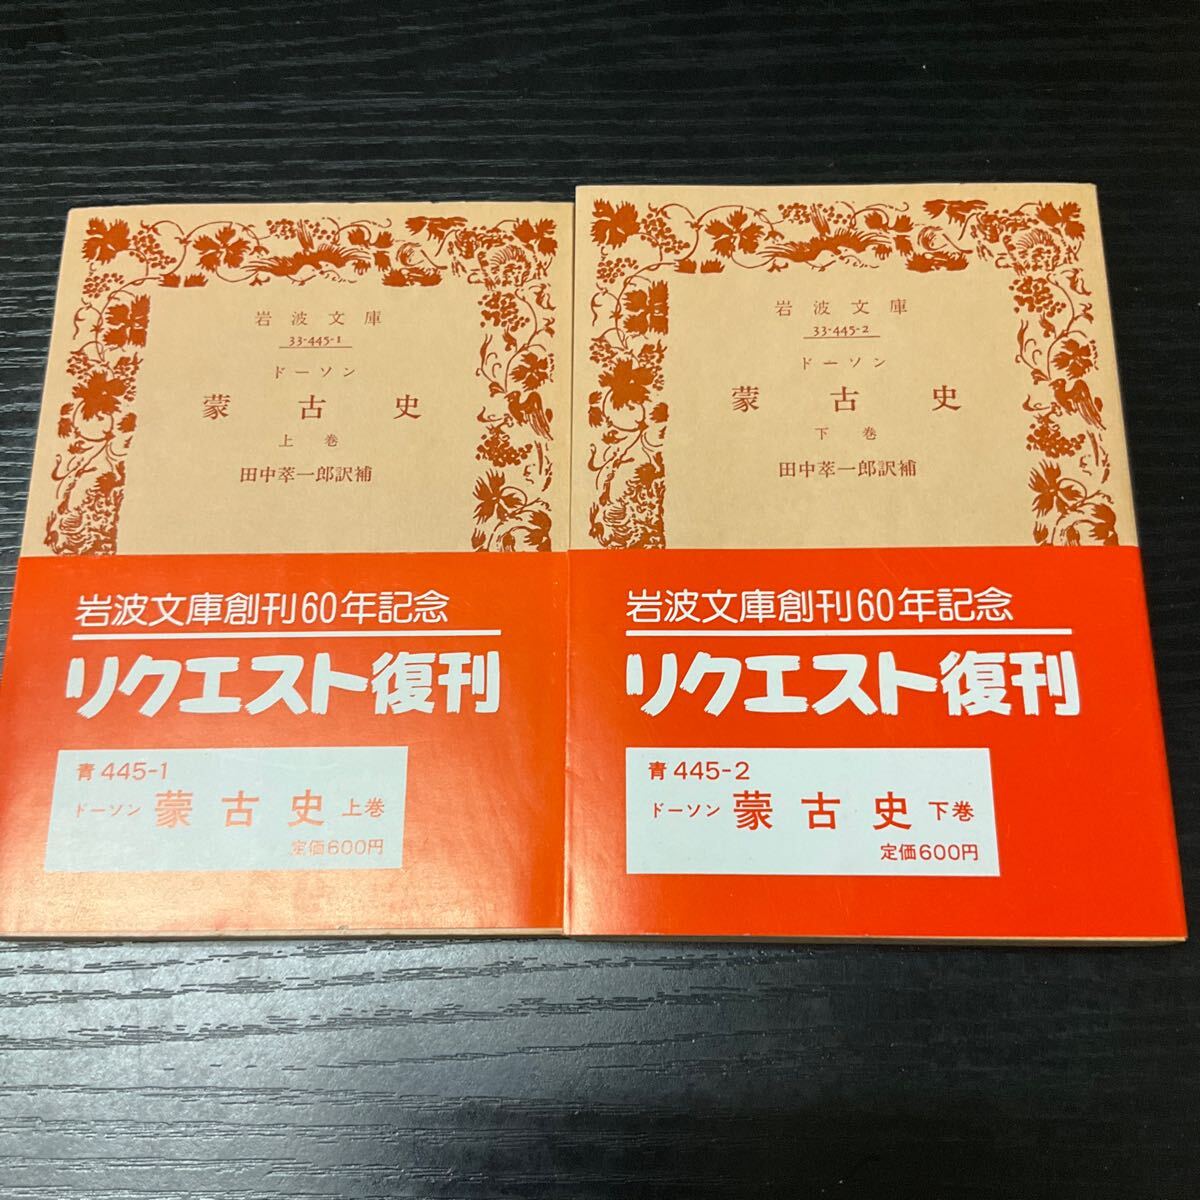 岩波文庫
33-445-1
ドーソン
蒙古史
上巻
田中萃一郎訳補
岩波文庫創刊60年記念
リクエスト復刊
青 445-1
ドーソン 蒙古史 上巻
定価600円
岩波文庫
33-445-2
ドーソン
蒙古史
下巻
田中萃一郎訳補
岩波文庫創刊60年記念
リクエスト復刊
青 445-2
ドーソン 蒙古史 下巻
定価600円